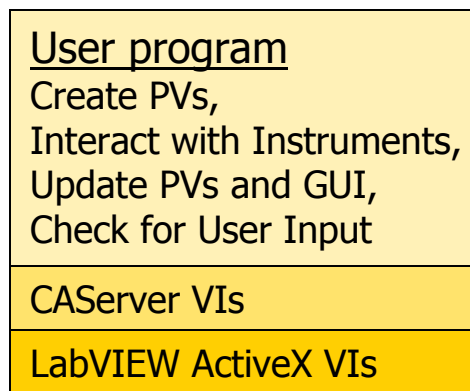 User program
Create PVs,
Interact with Instruments,
Update PVs and GUI,
Check for User Input
CAServer VIs
LabVIEW ActiveX VIs